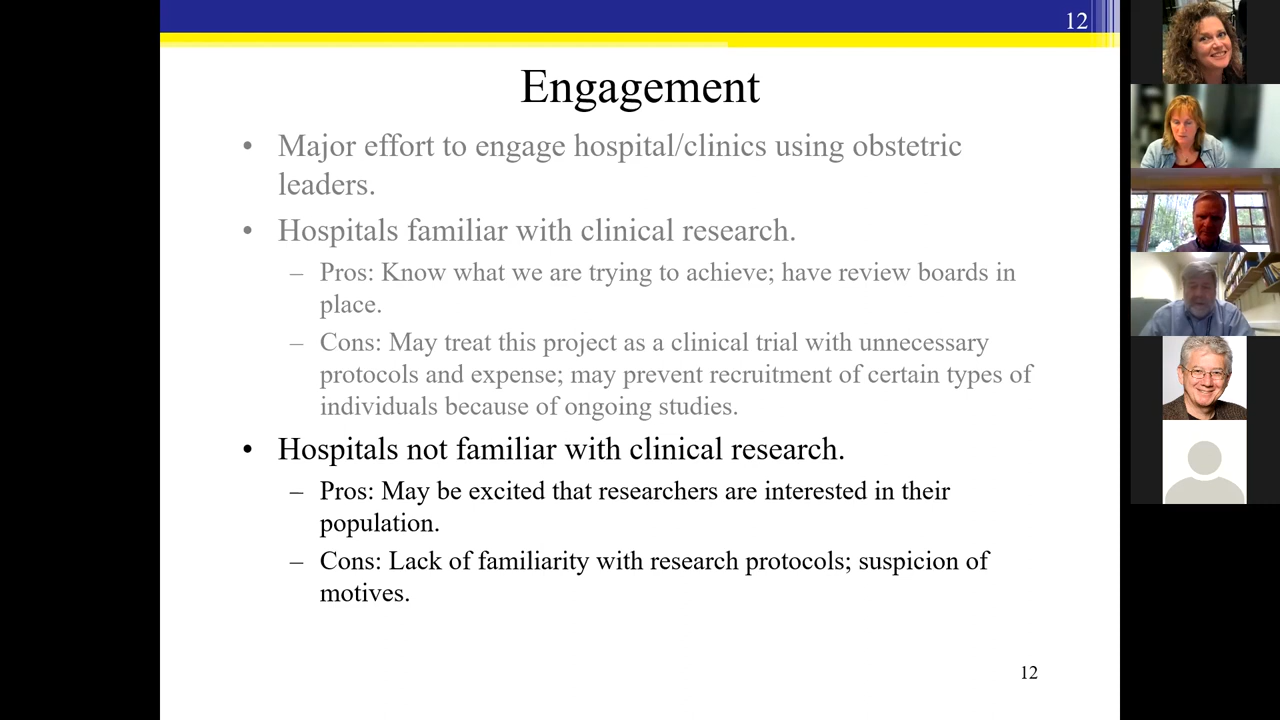 12
Engagement
• Major effort to engage hospital/clinics using obstetric
leaders.
• Hospitals familiar with clinical research.
– Pros: Know what we are trying to achieve; have review boards in
place.
– Cons: May treat this project as a clinical trial with unnecessary
protocols and expense; may prevent recruitment of certain types of
individuals because of ongoing studies.
• Hospitals not familiar with clinical research.
– Pros: May be excited that researchers are interested in their
population.
– Cons: Lack of familiarity with research protocols; suspicion of
motives.
12